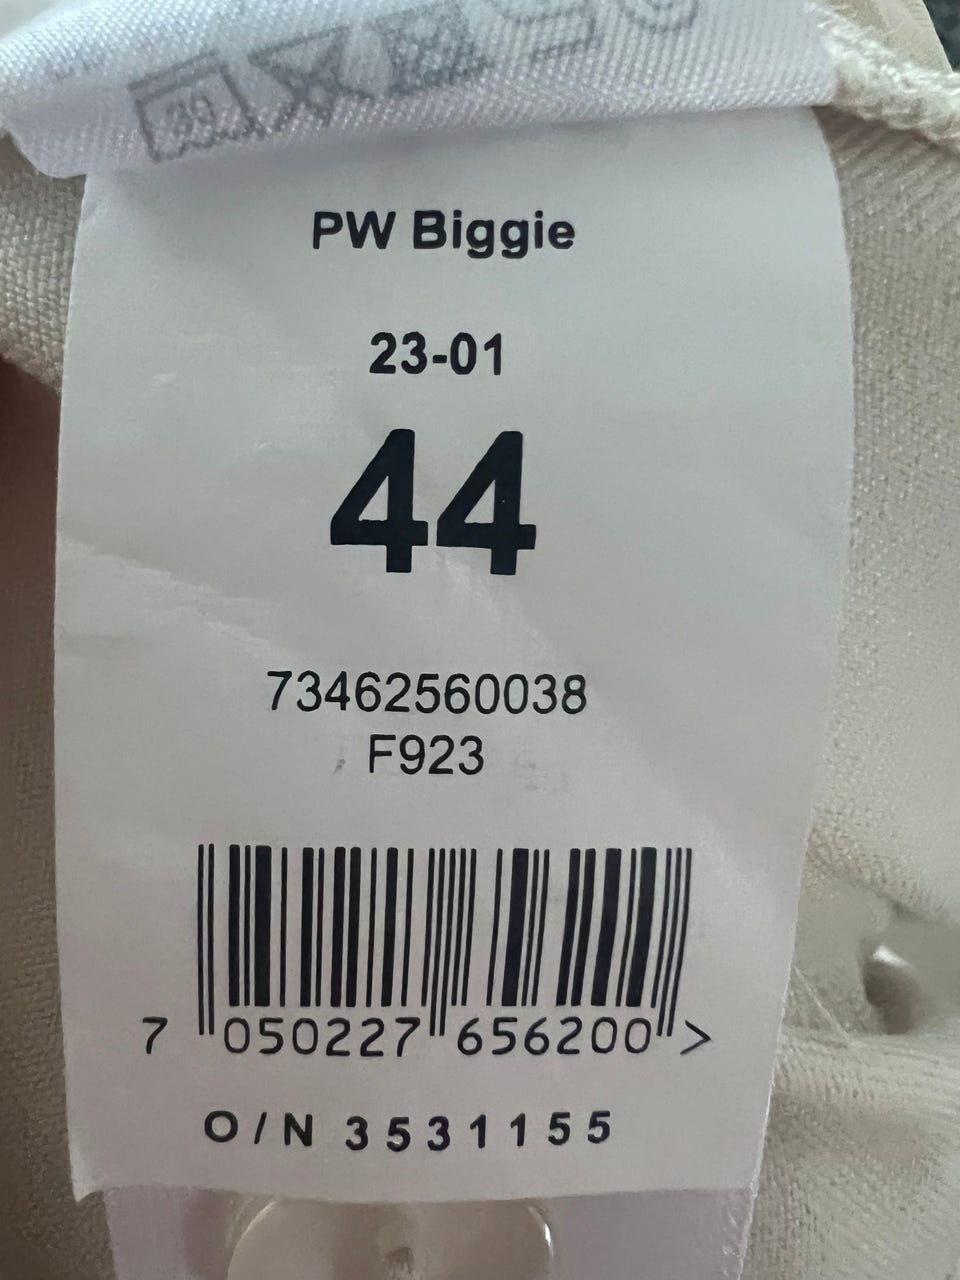 PW Biggie
23-01
44
73462560038
F923
7 050227 656200 >
O/N 3531155